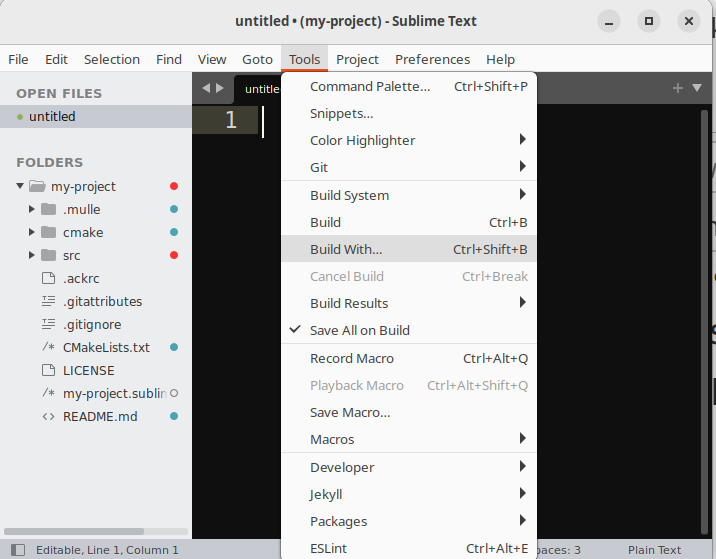 untitled • (my-project) - Sublime Text
File Edit Selection Find View Goto Tools Project Preferences Help
OPEN FILES
untitled
FOLDERS
my-project
.mulle
cmake
src
.ackrc
.gitattributes
.gitignore
CMakeLists.txt
LICENSE
my-project.sublim
README.md
1
Command Palette... Ctrl+Shift+P
Snippets...
Color Highlighter
Git
Build System
Build Ctrl+B
Build With... Ctrl+Shift+B
Cancel Build Ctrl+Break
Build Results
Save All on Build
Record Macro Ctrl+Alt+Q
Playback Macro Ctrl+Alt+Shift+Q
Save Macro...
Macros
Developer
Jekyll
Packages
ESLint Ctrl+Alt+E
Editable, Line 1, Column 1
paces: 3
Plain Text